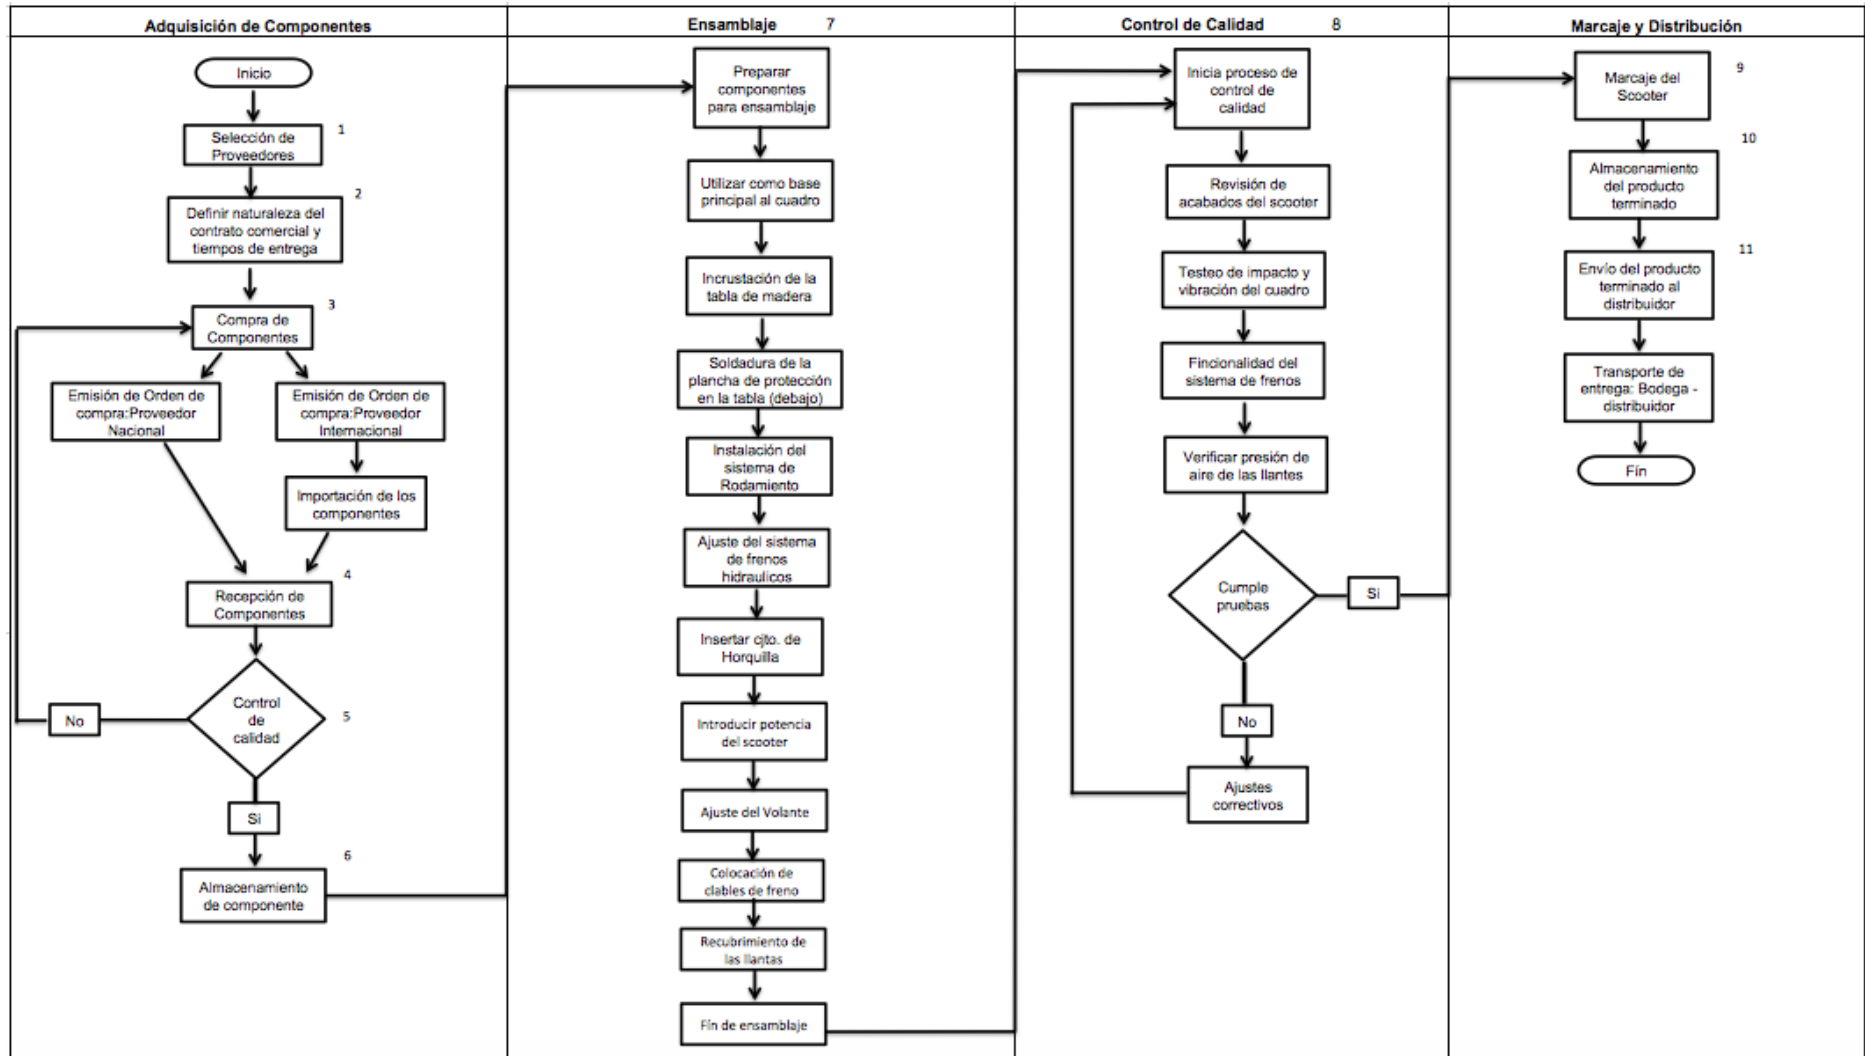 Adquisición de Componentes
Inicio
1
Selección de
Proveedores
2
Definir naturaleza del
contrato comercial y
tiempos de entrega
3
Compra de
Componentes
Emisión de Orden de
compra:Proveedor
Nacional
Emisión de Orden de
compra:Proveedor
Internacional
Importación de los
componentes
4
Recepción de
Componentes
Control
de
calidad
5
No
Si
6
Almacenamiento
de componente
Ensamblaje 7
Preparar
componentes
para ensamblaje
Utilizar como base
principal al cuadro
Incrustación de la
tabla de madera
Soldadura de la
plancha de protección
en la tabla (debajo)
Instalación del
sistema de
Rodamiento
Ajuste del sistema
de frenos
hidraulicos
Insertar cjto. de
Horquilla
Introducir potencia
del scooter
Ajuste del Volante
Colocación de
clables de freno
Recubrimiento de
las llantas
Fín de ensamblaje
Control de Calidad 8
Inicia proceso de
control de
calidad
Revisión de
acabados del scooter
Testeo de impacto y
vibración del cuadro
Fincionalidad del
sistema de frenos
Verificar presión de
aire de las llantes
Cumple
pruebas
Si
No
Ajustes
correctivos
Marcaje y Distribución
9
Marcaje del
Scooter
10
Almacenamiento
del producto
terminado
11
Envío del producto
terminado al
distribuidor
Transporte de
entrega: Bodega -
distribuidor
Fín